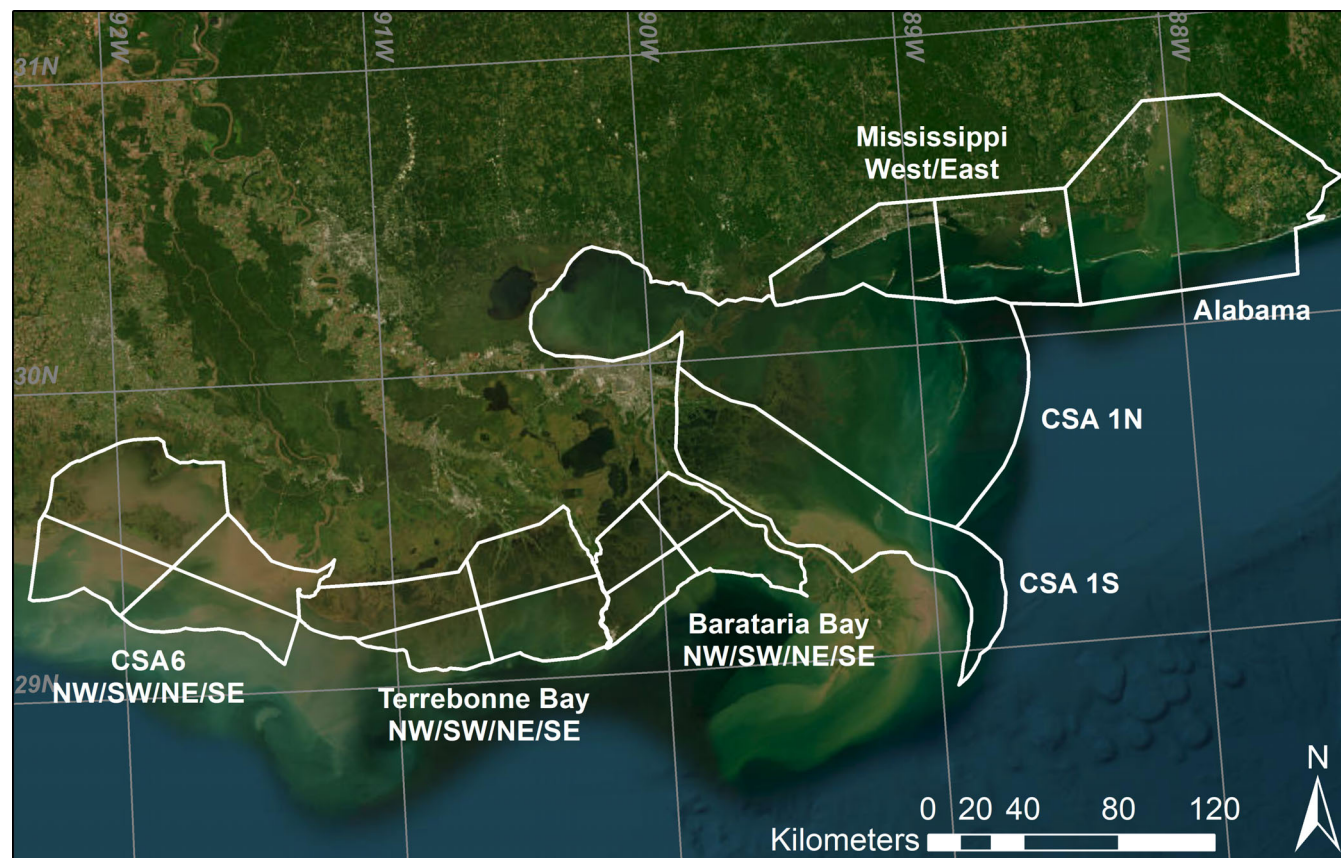 92W
91W
90W
89W
88W
31N
Mississippi
West/East
Alabama
30N
CSA 1N
CSA 1S
Barataria Bay
NW/SW/NE/SE
CSA6
NW/SW/NE/SE
29N
Terrebonne Bay
NW/SW/NE/SE
N
0 20 40 80 120
Kilometers